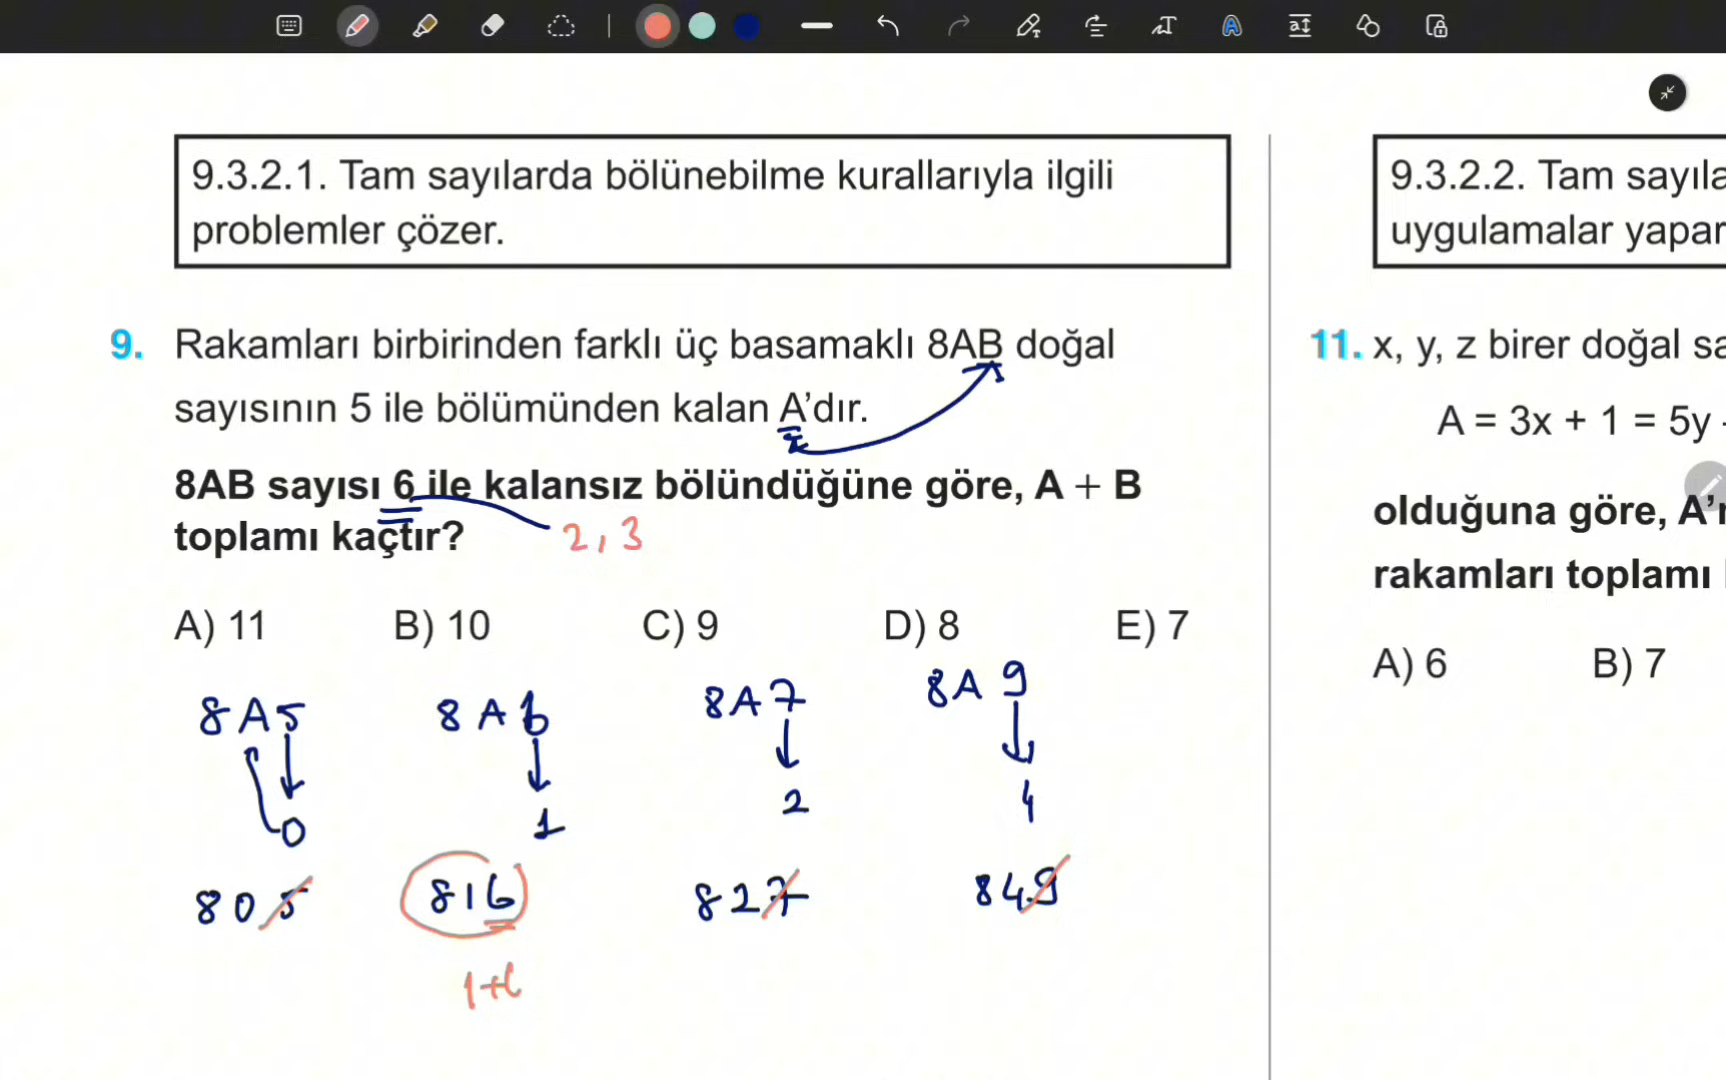 9.3.2.1. Tam sayılarda bölünebilme kurallarıyla ilgili
problemler çözer.
9. Rakamları birbirinden farklı üç basamaklı 8AB doğal
sayısının 5 ile bölümünden kalan A'dır.
8AB sayısı 6 ile kalansız bölündüğüne göre, A + B
toplamı kaçtır?
2, 3
A) 11 B) 10 C) 9 D) 8 E) 7
8A5 8A6 8A7 8A9
0 1 2 4
805 816 827 849
1+
9.3.2.2. Tam sayıla
uygulamalar yapar
11. x, y, z birer doğal sa
A = 3x + 1 = 5y
olduğuna göre, A'
rakamları toplamı
A) 6 B) 7